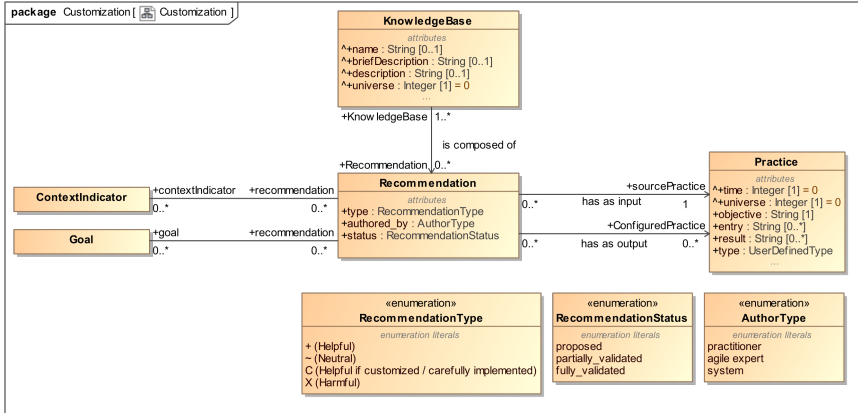 package Customization [ Customization ]
KnowledgeBase
attributes
^+name : String [0..1]
^+briefDescription : String [0..1]
^+description : String [0..1]
^+universe : Integer [1] = 0
...
+KnowledgeBase 1..*
is composed of
+Recommendation 0..*
ContextIndicator
+contextIndicator
0..*
+recommendation
0..*
Goal
+goal
0..*
+recommendation
0..*
Recommendation
attributes
+type : RecommendationType
+authored_by : AuthorType
+status : RecommendationStatus
+sourcePractice
0..* has as input 1
+ConfiguredPractice
0..* has as output 0..*
Practice
attributes
^+time : Integer [1] = 0
^+universe : Integer [1] = 0
+objective : String [1]
+entry : String [0..*]
+result : String [0..*]
+type : UserDefinedType
...
«enumeration»
RecommendationType
enumeration literals
+ (Helpful)
~ (Neutral)
C (Helpful if customized / carefully implemented)
X (Harmful)
«enumeration»
RecommendationStatus
enumeration literals
proposed
partially_validated
fully_validated
«enumeration»
AuthorType
enumeration literals
practitioner
agile expert
system